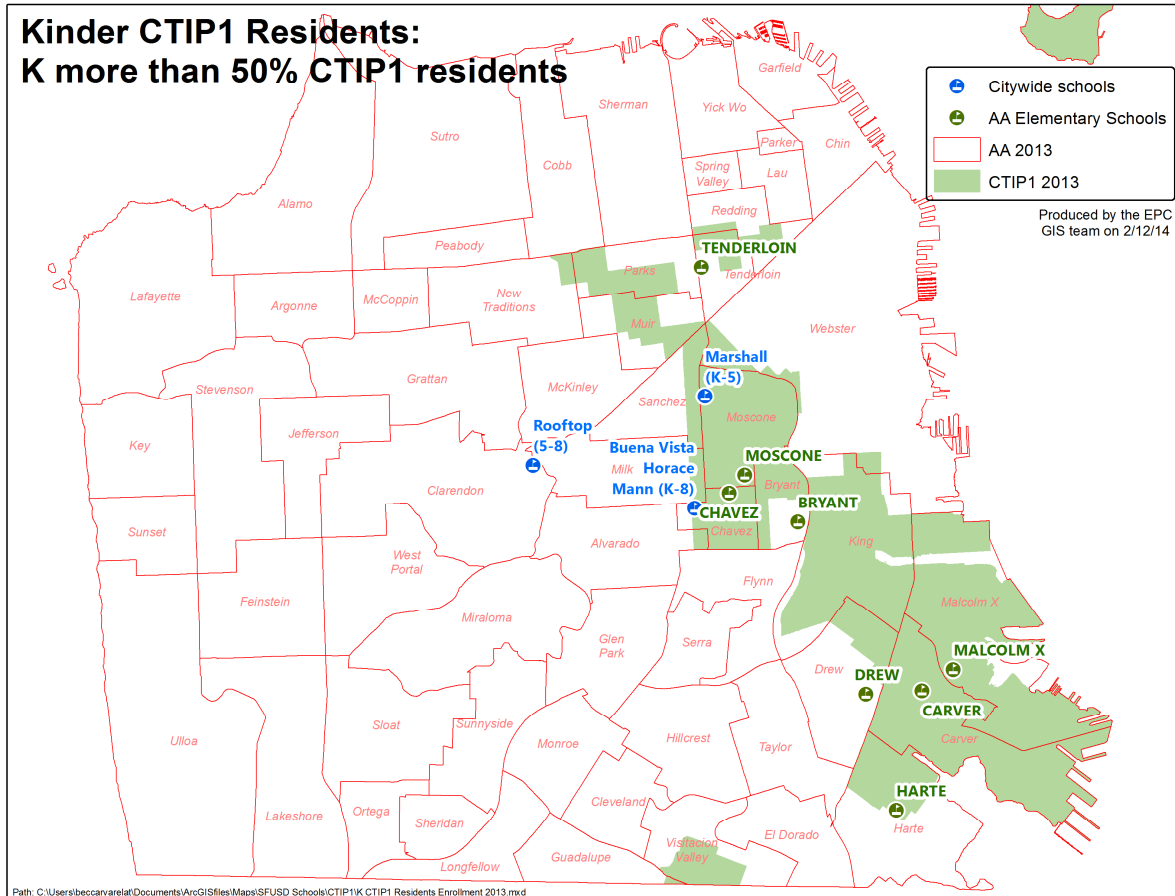 Kinder CTIP1 Residents:
K more than 50% CTIP1 residents
Citywide schools
AA Elementary Schools
AA 2013
CTIP1 2013
Produced by the EPC
GIS team on 2/12/14
Garfield
Sherman
Yick Wo
Sutro
Cobb
Parker
Chin
Spring
Valley
Lau
Alamo
Redding
Peabody
TENDERLOIN
Tenderloin
Parks
Lafayette
Argonne
McCoppin
New
Traditions
Muir
Webster
Marshall
(K-5)
Stevenson
Grattan
McKinley
Sanchez
Moscone
Key
Jefferson
Rooftop
(5-8)
Buena Vista
Horace
Mann (K-8)
Milk
MOSCONE
Bryant
Clarendon
CHAVEZ
BRYANT
Chavez
Sunset
King
Alvarado
West
Portal
Flynn
Feinstein
Malcolm X
Miraloma
Glen
Park
Serra
MALCOLM X
Drew
DREW
CARVER
Carver
Ulloa
Sloat
Sunnyside
Monroe
Hillcrest
Taylor
HARTE
Harte
Lakeshore
Ortega
Sheridan
Cleveland
El Dorado
Visitacion
Valley
Guadalupe
Longfellow
Path: C:\Users\beccarvarelat\Documents\ArcGISfiles\Maps\SFUSD Schools\CTIP1\K CTIP1 Residents Enrollment 2013.mxd